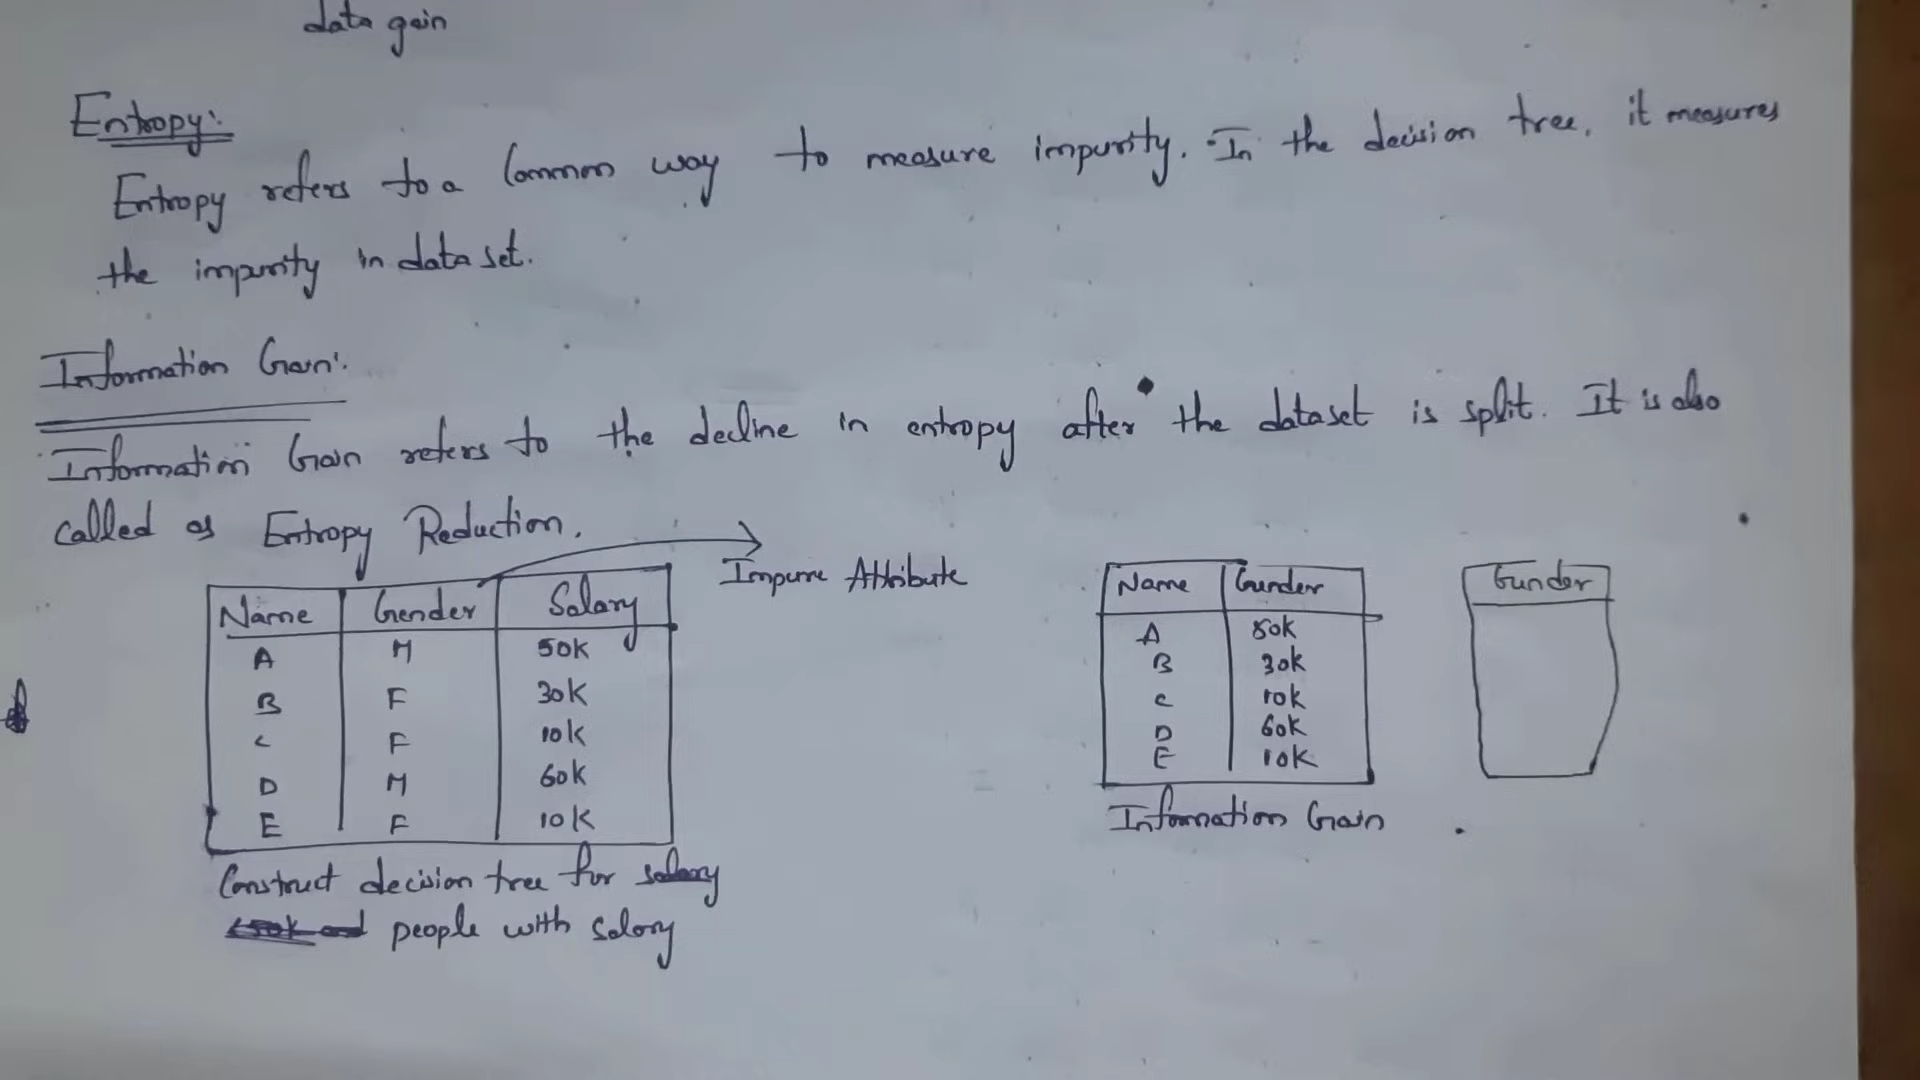 data gain
Entropy:
Entropy refers to a Common way to measure impurity. In the decision tree, it measures
the impurity in data set.
Information Gain:
Information Gain refers to the decline in entropy after the dataset is split. It is also
called as Entropy Reduction.
Impure Attribute
Name Gender Salary
A M 50K
B F 30K
C F 10K
D M 60K
E F 10K
Construct decision tree for salary
people with salary
Name Gender
A 50K
B 30K
C 10K
D 60K
E 10K
Information Gain
Gunder